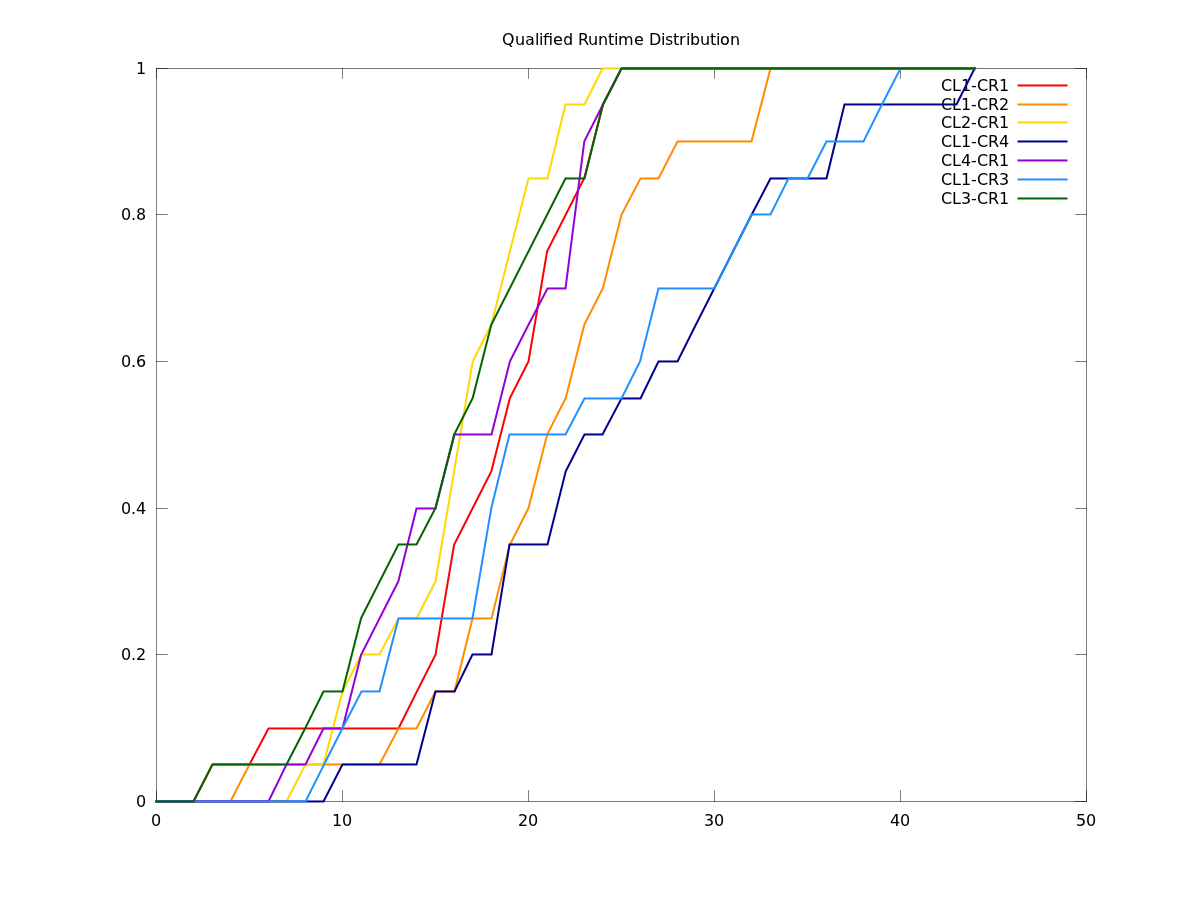 Qualified Runtime Distribution
1
0.8
0.6
0.4
0.2
0
0 10 20 30 40 50
CL1-CR1
CL1-CR2
CL2-CR1
CL1-CR4
CL4-CR1
CL1-CR3
CL3-CR1